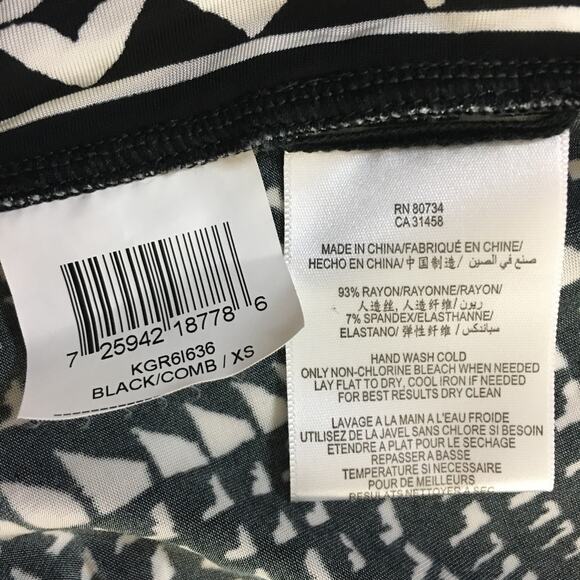 7 25942 18778 6
KGR6I636
BLACK/COMB / XS
RN 80734
CA 31458
MADE IN CHINA/FABRIQUÉ EN CHINE/
HECHO EN CHINA/中国制造/ صنع في الصين
93% RAYON/RAYONNE/RAYON/
人造丝, 人造纤维/ ريون/
7% SPANDEX/ELASTHANNE/
ELASTANO/ 弹性纤维/ سباندكس
HAND WASH COLD
ONLY NON-CHLORINE BLEACH WHEN NEEDED
LAY FLAT TO DRY, COOL IRON IF NEEDED
FOR BEST RESULTS DRY CLEAN
LAVAGE A LA MAIN A L'EAU FROIDE
UTILISEZ DE LA JAVEL SANS CHLORE SI BESOIN
ETENDRE A PLAT POUR LE SECHAGE
REPASSER A BASSE
TEMPERATURE SI NECESSAIRE
POUR DE MEILLEURS
RESULTS NETTOYER A SEC